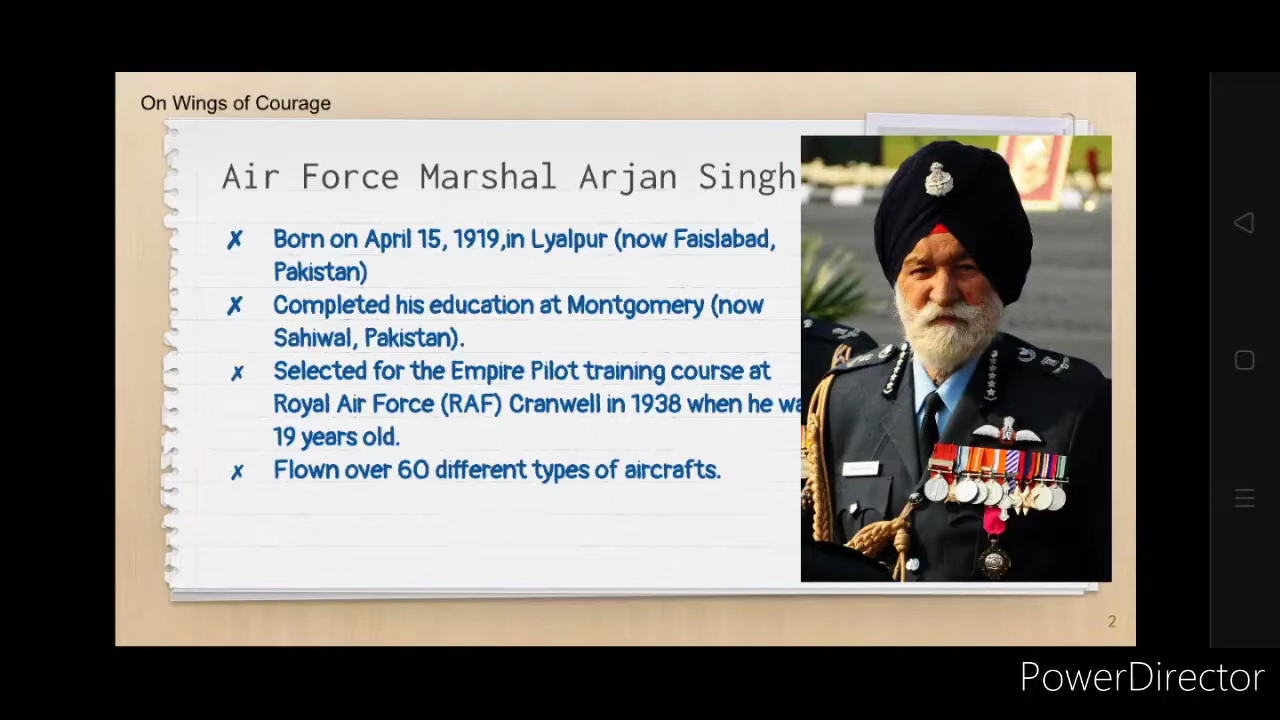 On Wings of Courage
Air Force Marshal Arjan Singh
✗ Born on April 15, 1919,in Lyalpur (now Faislabad,
Pakistan)
✗ Completed his education at Montgomery (now
Sahiwal, Pakistan).
✗ Selected for the Empire Pilot training course at
Royal Air Force (RAF) Cranwell in 1938 when he wa
19 years old.
✗ Flown over 60 different types of aircrafts.
2
PowerDirector